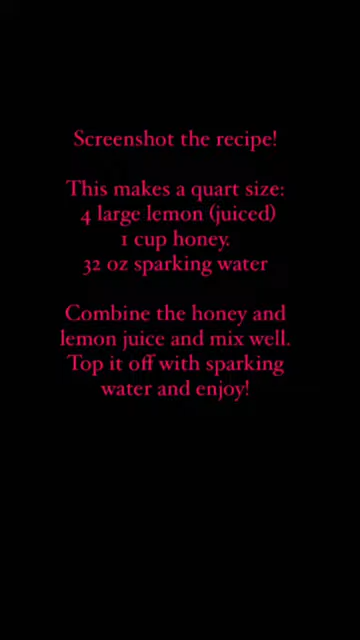 Screenshot the recipe!
This makes a quart size:
4 large lemon (juiced)
1 cup honey.
32 oz sparking water
Combine the honey and
lemon juice and mix well.
Top it off with sparking
water and enjoy!